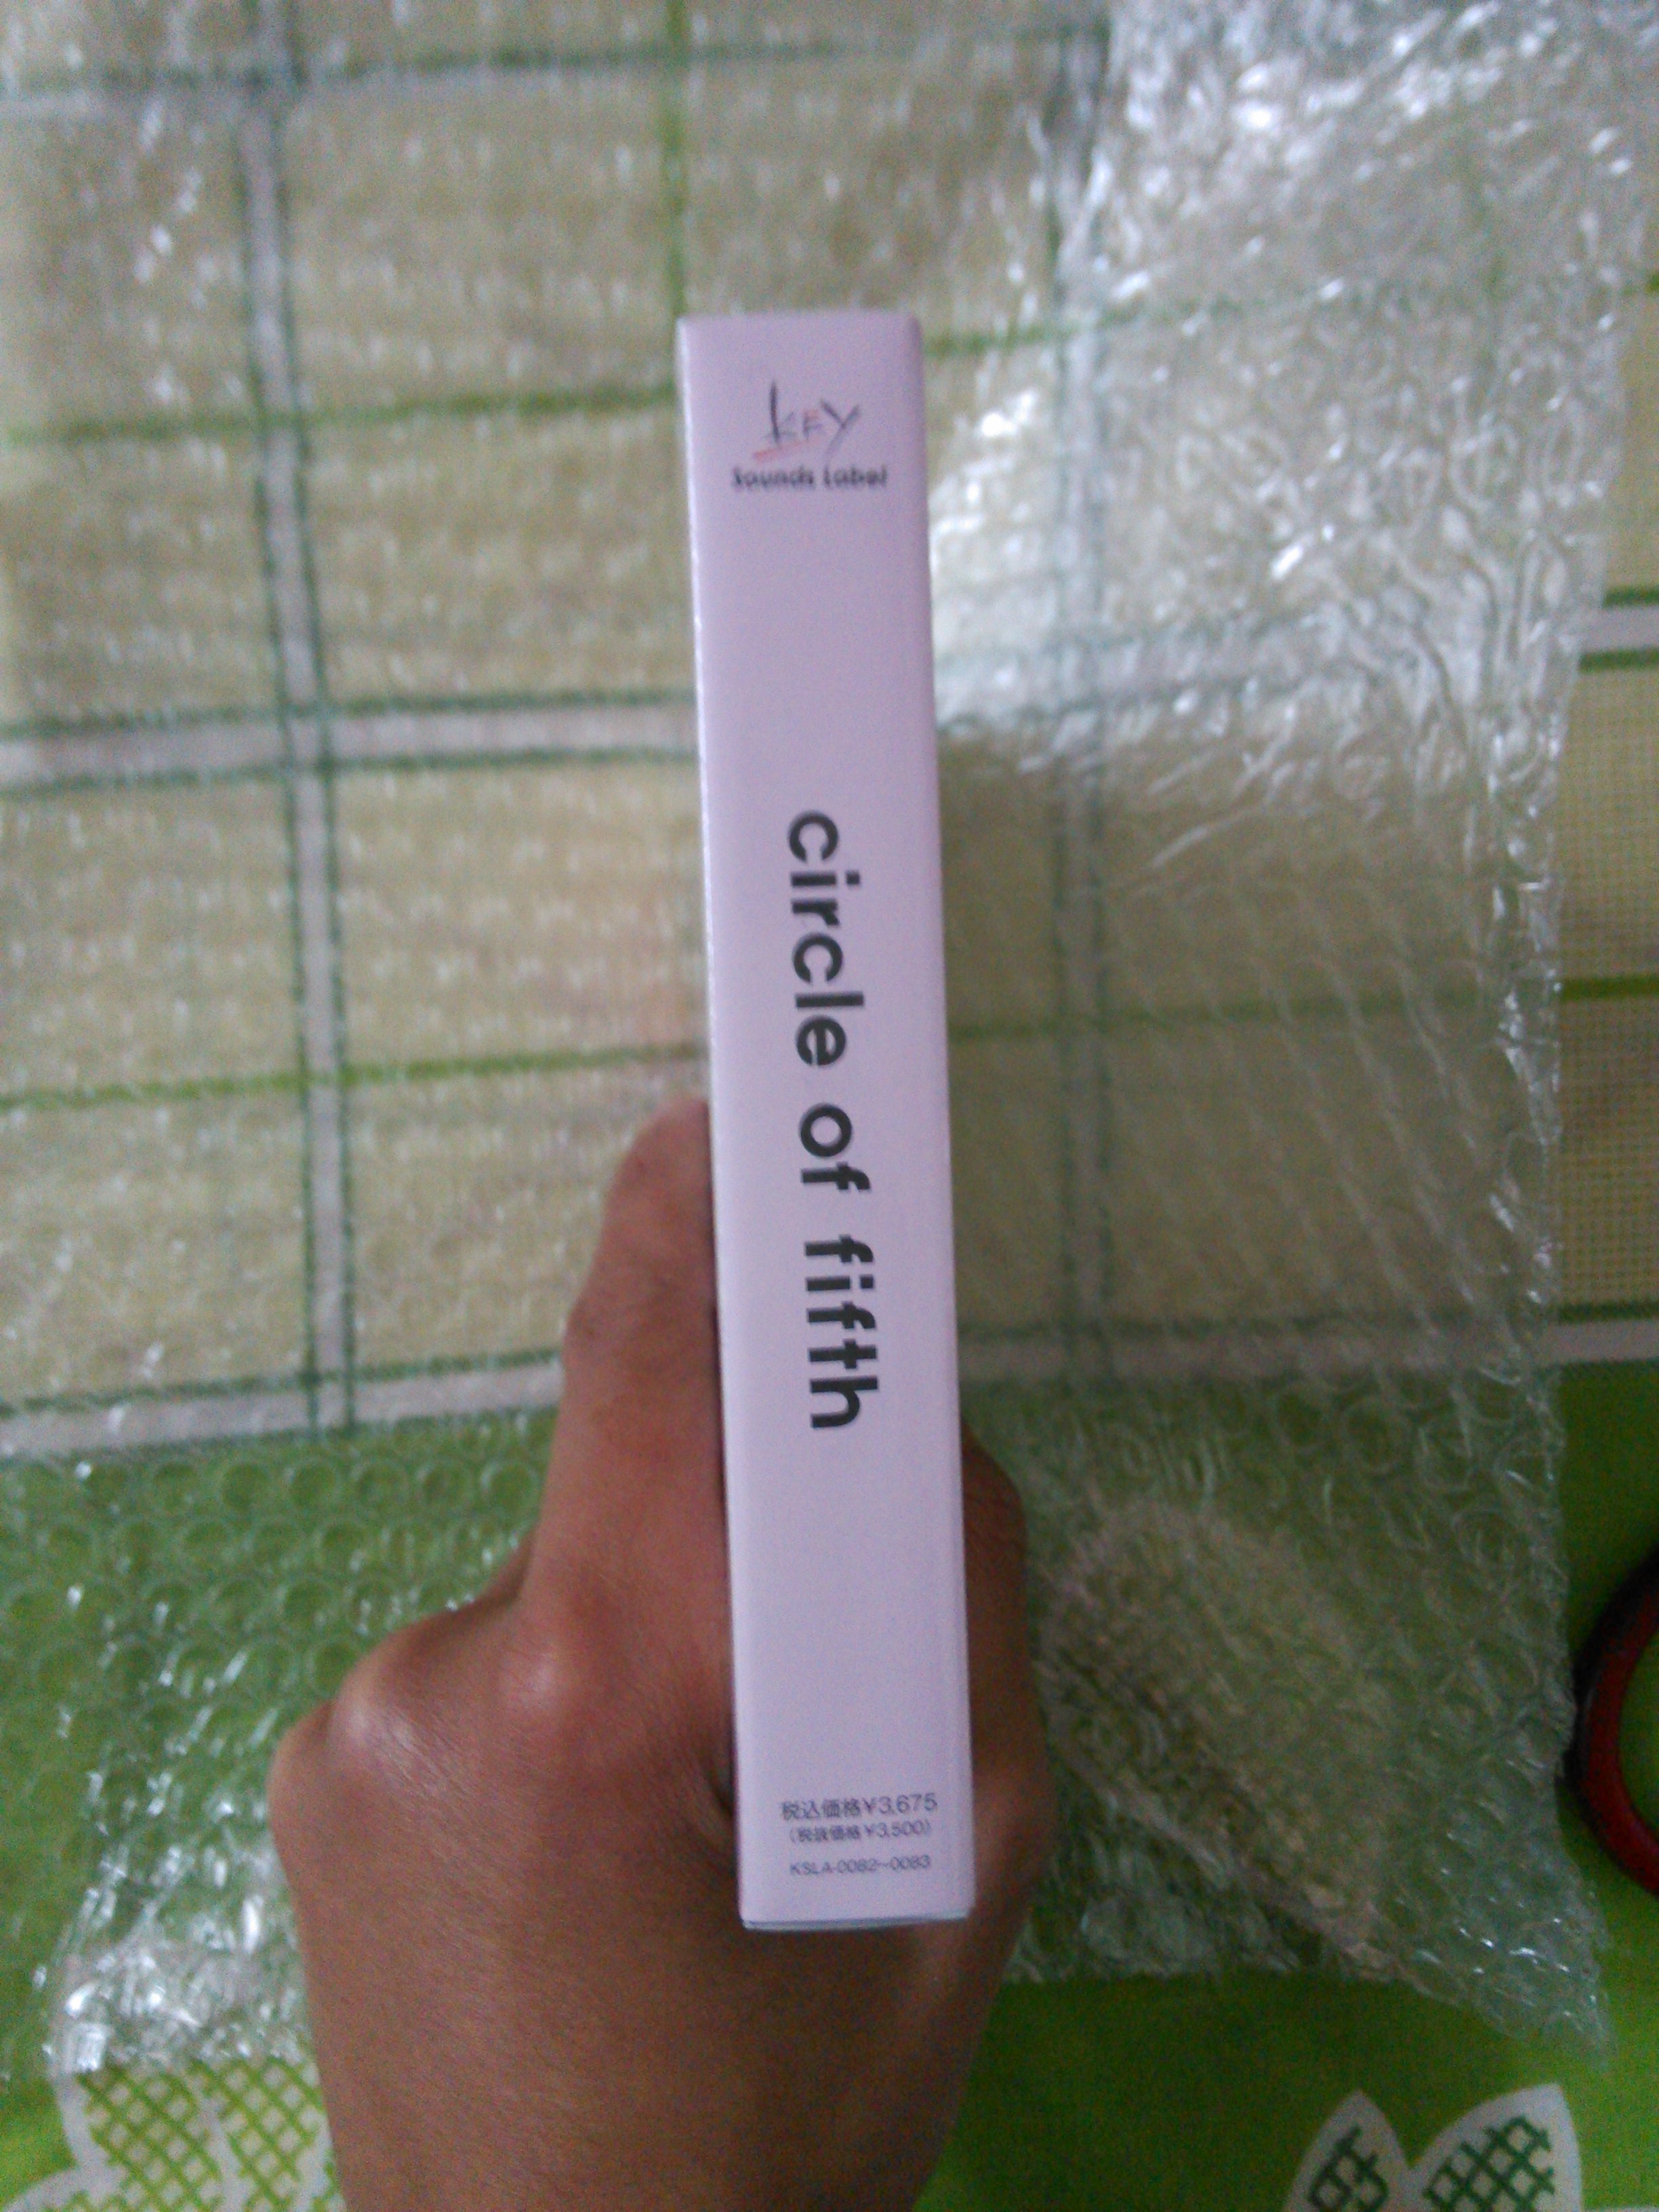 key
Sounds Label
circle of fifth
税込価格¥3,675
(税抜価格¥3,500)
KSLA-0082~0083